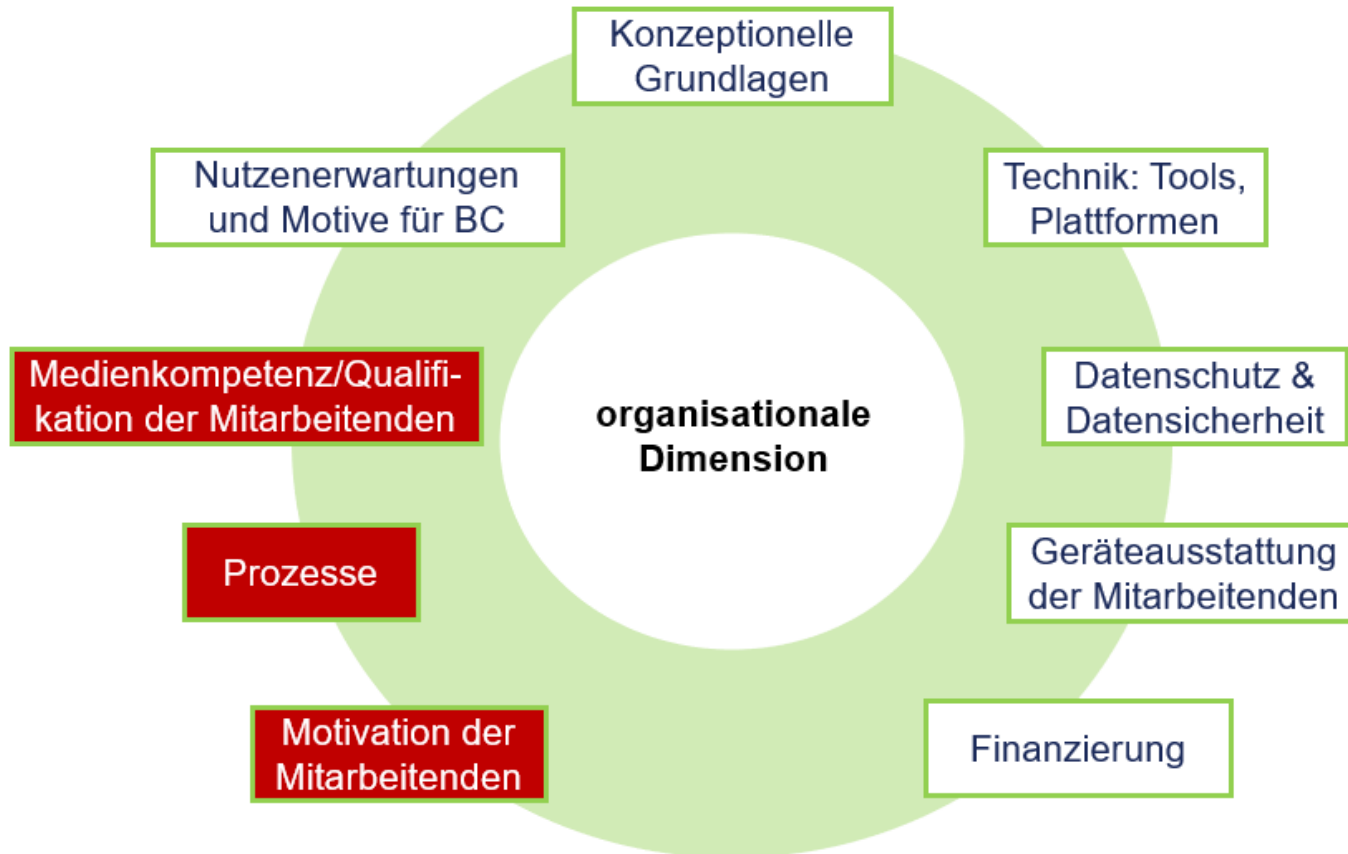 Konzeptionelle
Grundlagen
Nutzenerwartungen
und Motive für BC
Technik: Tools,
Plattformen
Medienkompetenz/Qualifi-
kation der Mitarbeitenden
organisationale
Dimension
Datenschutz &
Datensicherheit
Prozesse
Geräteausstattung
der Mitarbeitenden
Motivation der
Mitarbeitenden
Finanzierung